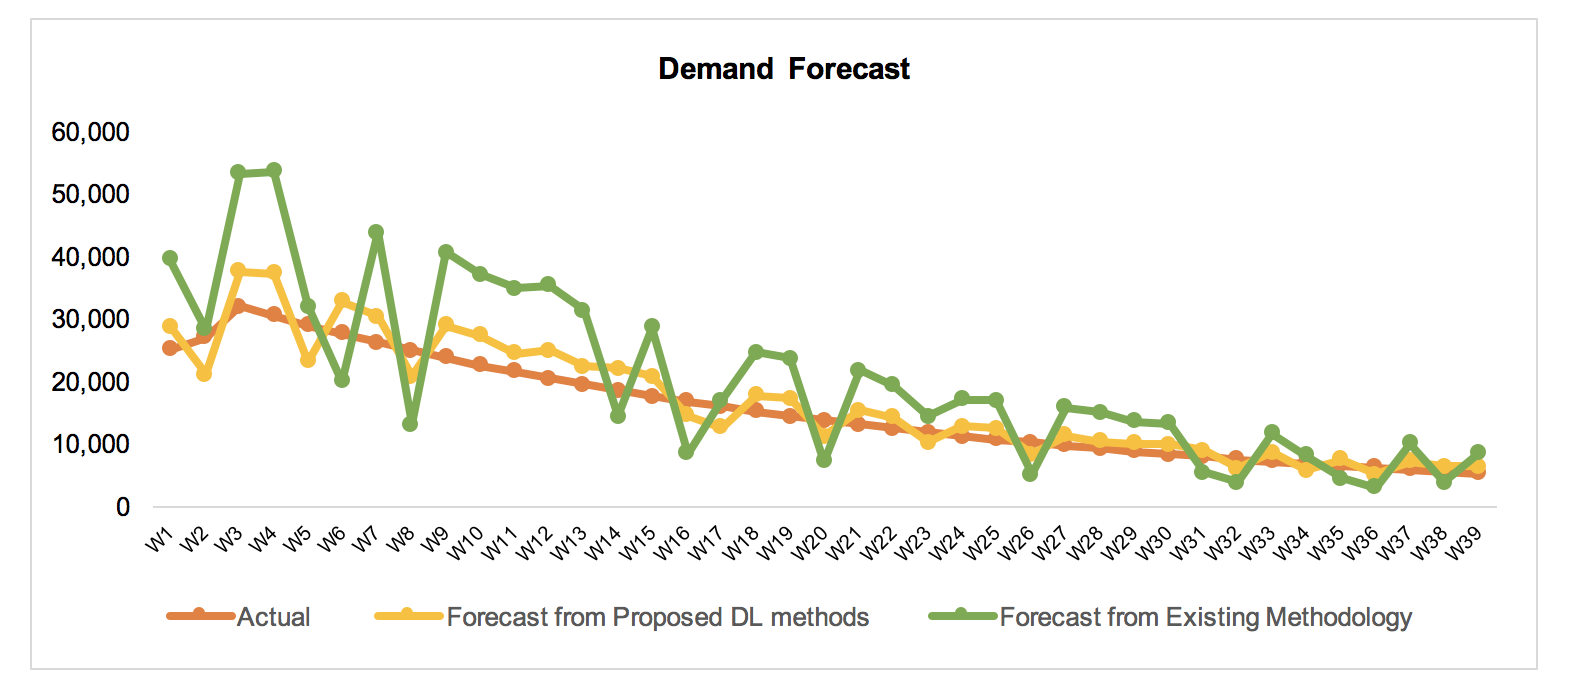 Demand Forecast
60,000
50,000
40,000
30,000
20,000
10,000
0
W1 W2 W3 W4 W5 W6 W7 W8 W9 W10 W11 W12 W13 W14 W15 W16 W17 W18 W19 W20 W21 W22 W23 W24 W25 W26 W27 W28 W29 W30 W31 W32 W33 W34 W35 W36 W37 W38 W39
Actual Forecast from Proposed DL methods Forecast from Existing Methodology